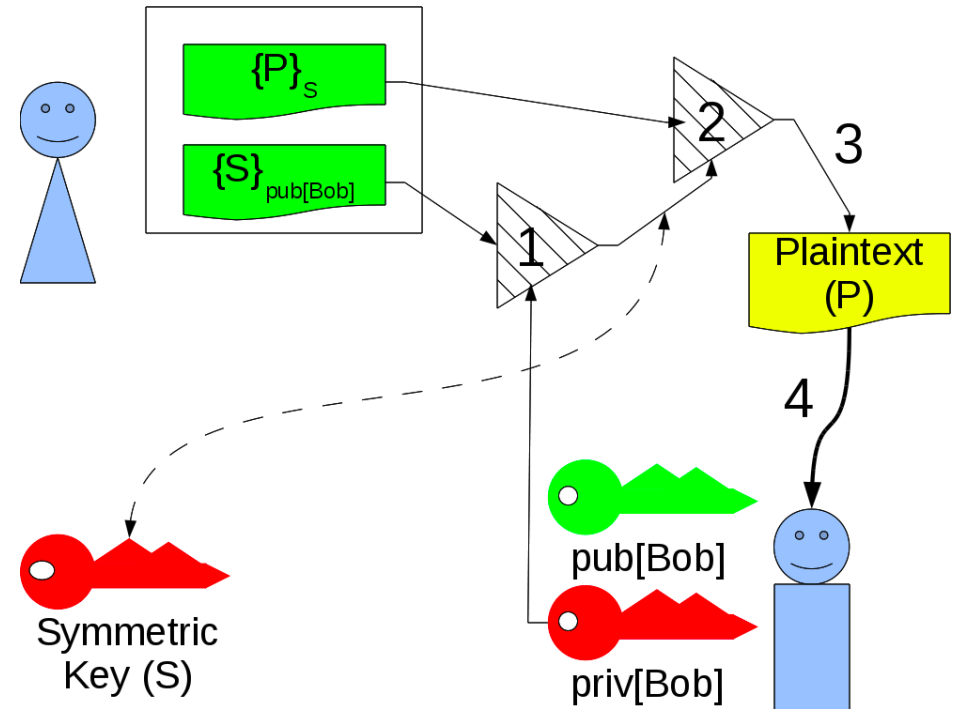 {P}S
{S}pub[Bob]
2
3
1
Plaintext
(P)
4
pub[Bob]
Symmetric
Key (S)
priv[Bob]